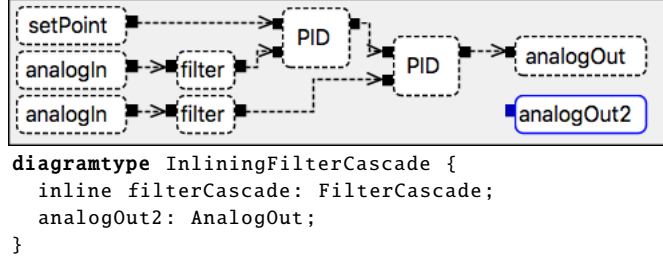 setPoint
PID
analogIn
filter
PID
analogOut
analogIn
filter
analogOut2
diagramtype InliningFilterCascade {
inline filterCascade: FilterCascade;
analogOut2: AnalogOut;
}